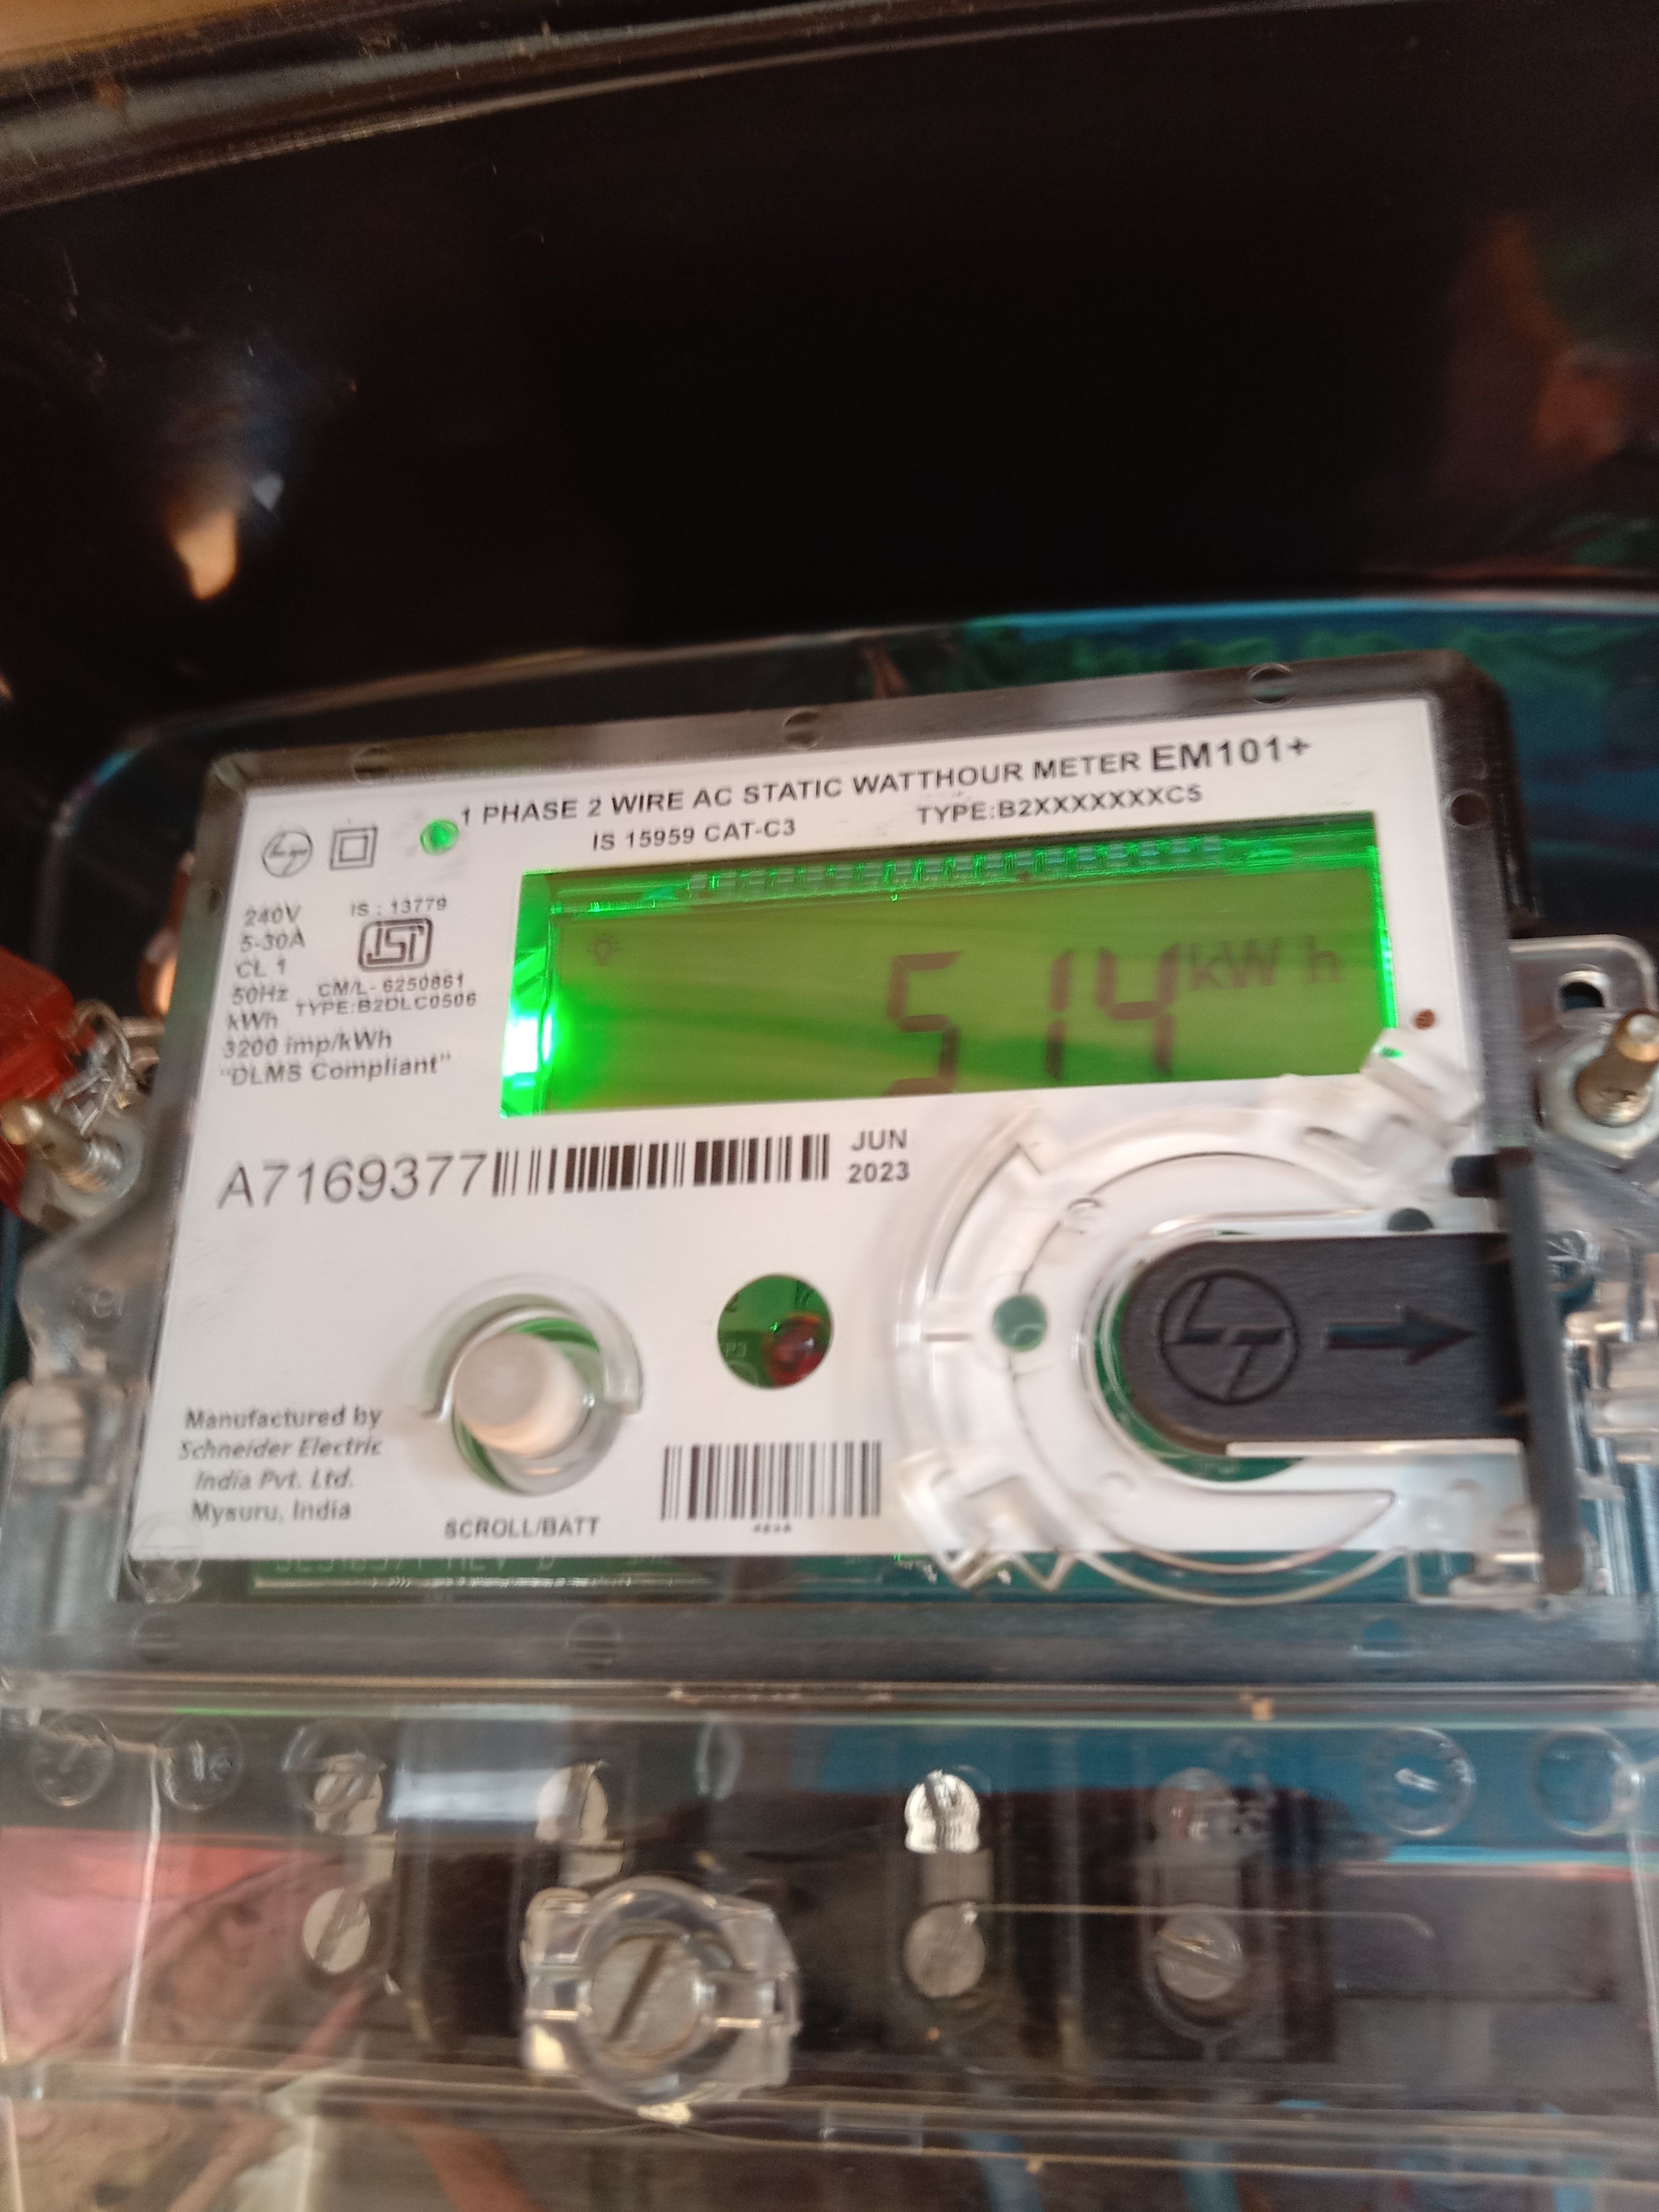 1 PHASE 2 WIRE AC STATIC WATTHOUR METER EM101+
IS 15959 CAT-C3
TYPE:B2XXXXXXXC5
240V
5-30A
CL 1
50Hz
kWh
3200 imp/kWh
"DLMS Compliant"
IS : 13779
CM/L- 6250861
TYPE:B2DLC0506
514 kWh
A7169377
JUN
2023
LT
Manufactured by
Schneider Electric
India Pvt. Ltd.
Mysuru, India
SCROLL/BATT